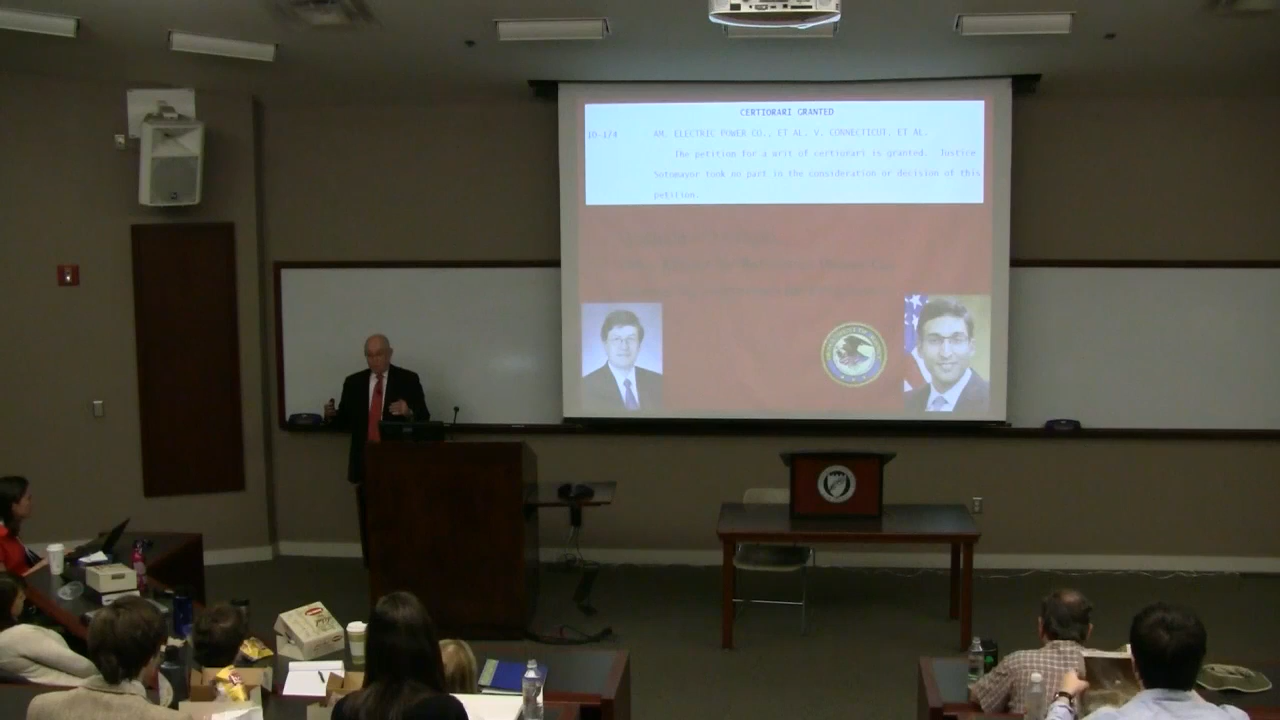 CERTIORARI GRANTED
10-174 AM. ELECTRIC POWER CO., ET AL. V. CONNECTICUT, ET AL.
The petition for a writ of certiorari is granted. Justice
Sotomayor took no part in the consideration or decision of this
petition.